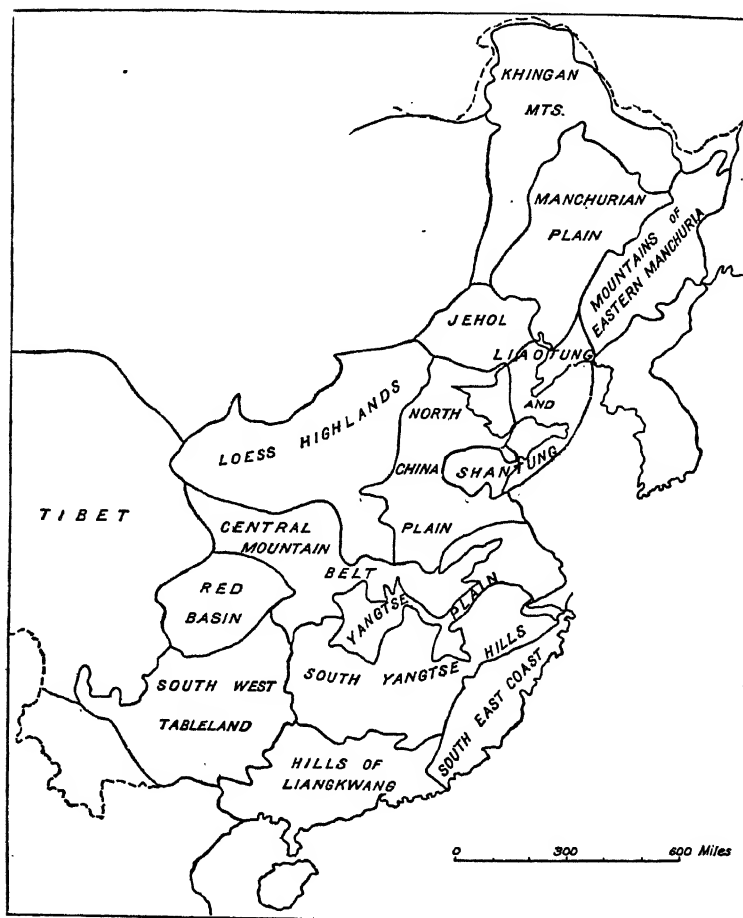 KHINGAN
MTS.
MANCHURIAN
PLAIN
MOUNTAINS OF
EASTERN MANCHURIA
JEHOL
LIAOTUNG
AND
SHANTUNG
LOESS HIGHLANDS
NORTH
CHINA
PLAIN
TIBET
CENTRAL
MOUNTAIN
BELT
RED
BASIN
YANGTSE
PLAIN
SOUTH WEST
TABLELAND
SOUTH YANGTSE HILLS
SOUTH EAST COAST
HILLS OF
LIANGKWANG
0 300 600 Miles